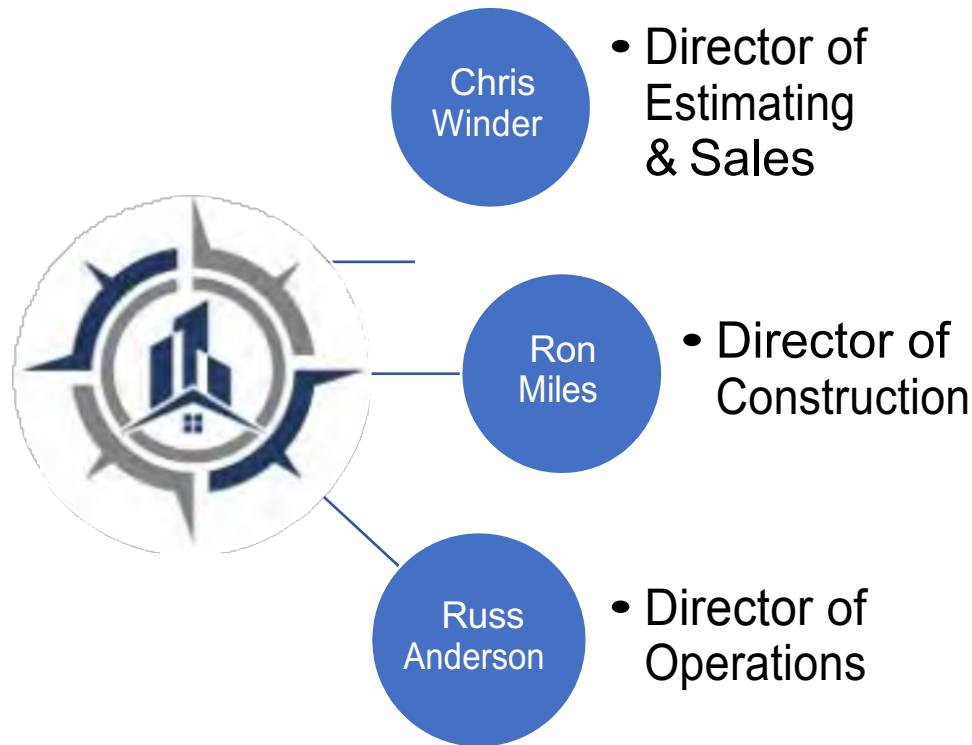 Chris
Winder
• Director of
Estimating
& Sales
Ron
Miles
• Director of
Construction
Russ
Anderson
• Director of
Operations